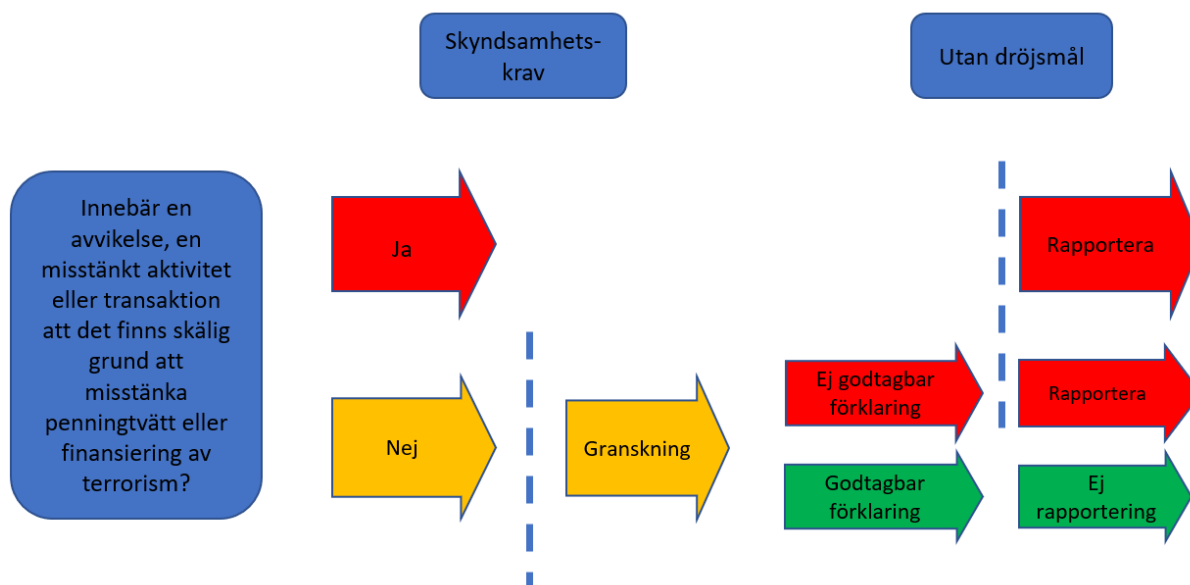 Skyndsamhets-
krav
Utan dröjsmål
Innebär en
avvikelse, en
misstänkt aktivitet
eller transaktion
att det finns skälig
grund att
misstänka
penningtvätt eller
finansiering av
terrorism?
Ja
Rapportera
Nej
Granskning
Ej godtagbar
förklaring
Rapportera
Godtagbar
förklaring
Ej
rapportering